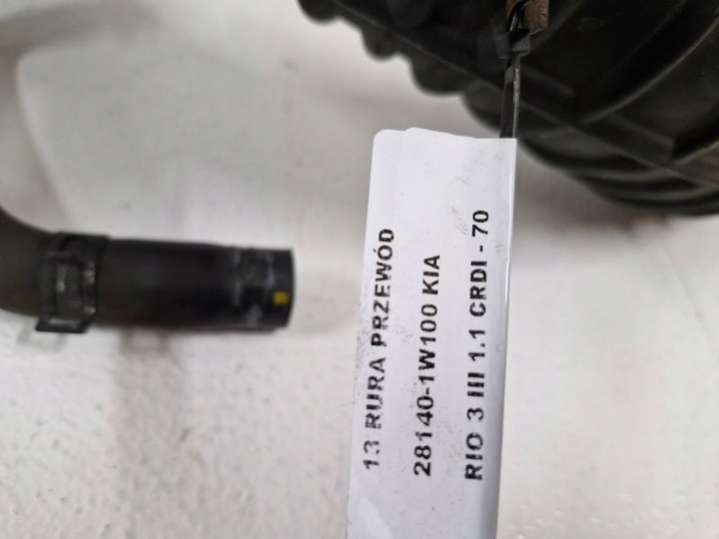 13 RURA PRZEWÓD
28140-1W100 KIA
RIO 3 III 1.1 CRDI - 70